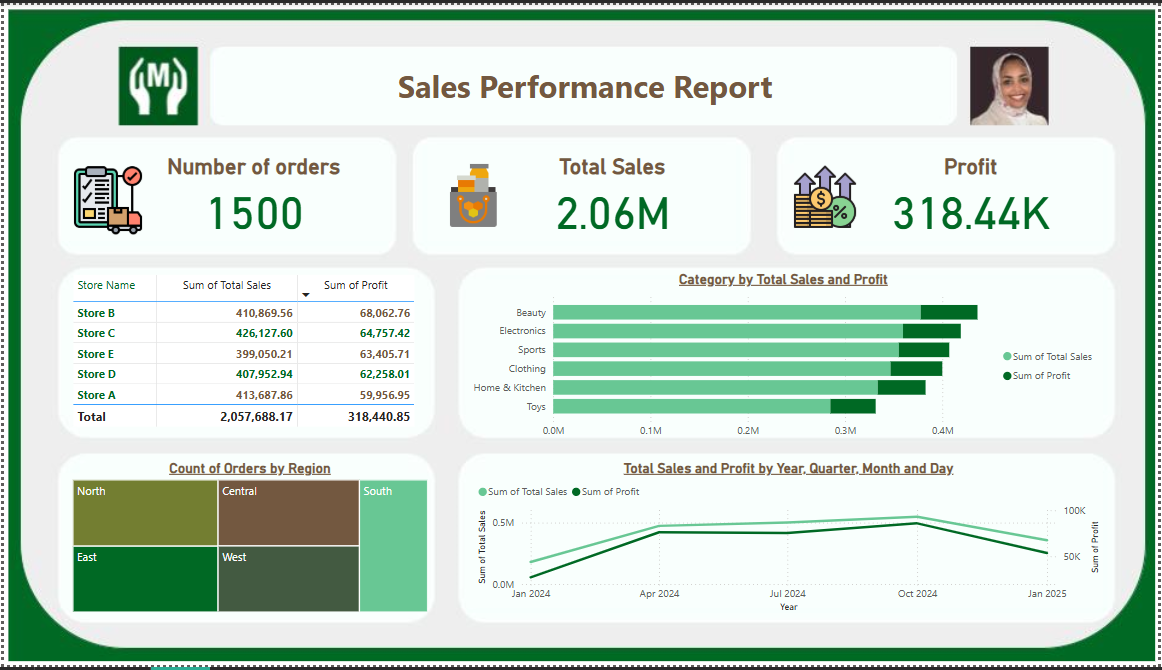 M
Sales Performance Report
Number of orders
1500
Total Sales
2.06M
Profit
318.44K
Store Name Sum of Total Sales Sum of Profit
Store B 410,869.56 68,062.76
Store C 426,127.60 64,757.42
Store E 399,050.21 63,405.71
Store D 407,952.94 62,258.01
Store A 413,687.86 59,956.95
Total 2,057,688.17 318,440.85
Category by Total Sales and Profit
Beauty
Electronics
Sports
Clothing
Home & Kitchen
Toys
0.0M 0.1M 0.2M 0.3M 0.4M
Sum of Total Sales
Sum of Profit
Count of Orders by Region
North
Central
South
East
West
Total Sales and Profit by Year, Quarter, Month and Day
Sum of Total Sales Sum of Profit
Sum of Total Sales
0.5M
0.0M
100K
50K
Sum of Profit
Jan 2024 Apr 2024 Jul 2024 Oct 2024 Jan 2025
Year